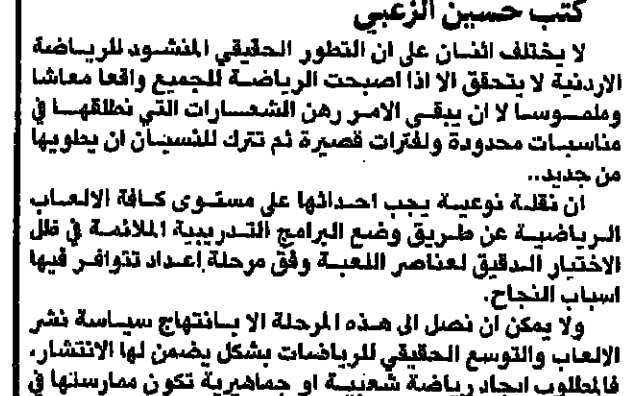 كتب حسين الزعبي
لا يختلف اثنان على ان التطور الحقيقي المنشود للرياضة
الاردنية لا يتحقق الا اذا اصبحت الرياضة للجميع واقعا معاشا
وملموسا لا ان يبقى الامر رهن الشعارات التي نطلقها في
مناسبات محدودة ولفترات قصيرة ثم تترك للنسيان ان يطويها
من جديد..
ان نقلة نوعية يجب احداثها على مستوى كافة الالعاب
الرياضية عن طريق وضع البرامج التدريبية الملائمة في ظل
الاختيار الدقيق لعناصر اللعبة وفق مرحلة إعداد تتوافر فيها
اسباب النجاح.
ولا يمكن ان نصل الى هذه المرحلة الا بانتهاج سياسة نشر
الالعاب والتوسع الحقيقي للرياضات بشكل يضمن لها الانتشار.
فالمطلوب ايجاد رياضة شعبية او جماهيرية تكون ممارستها في